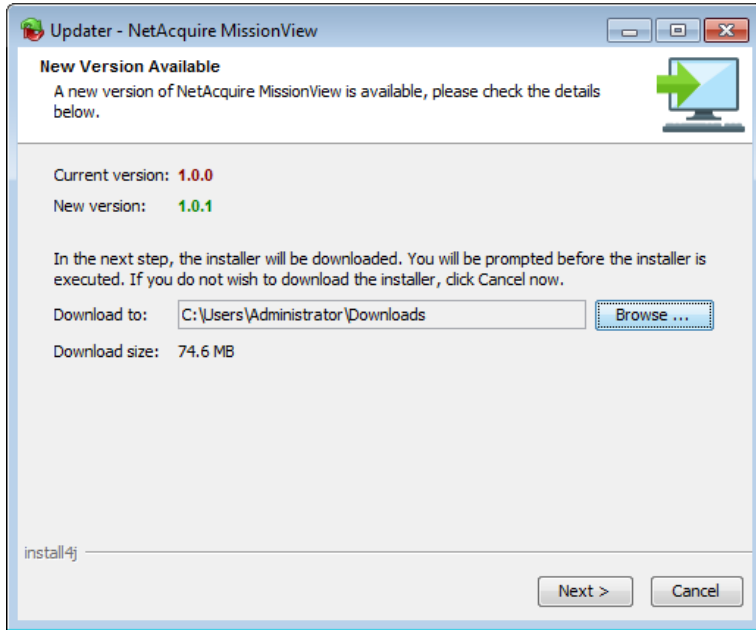 Updater - NetAcquire MissionView
New Version Available
A new version of NetAcquire MissionView is available, please check the details
below.
Current version: 1.0.0
New version: 1.0.1
In the next step, the installer will be downloaded. You will be prompted before the installer is
executed. If you do not wish to download the installer, click Cancel now.
Download to: C:\Users\Administrator\Downloads Browse ...
Download size: 74.6 MB
install4j
Next > Cancel